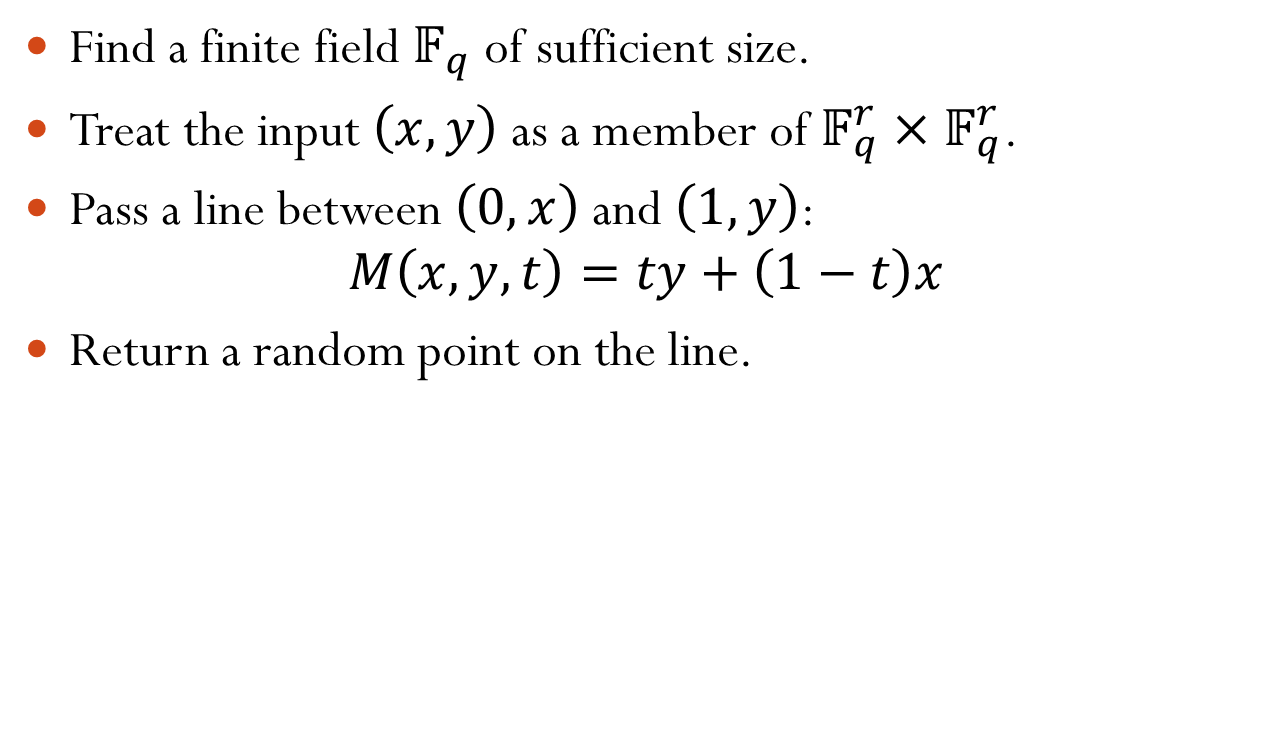 • Find a finite field 𝔽_q of sufficient size.
• Treat the input (x, y) as a member of 𝔽_q^r × 𝔽_q^r.
• Pass a line between (0, x) and (1, y):
M(x, y, t) = ty + (1 − t)x
• Return a random point on the line.